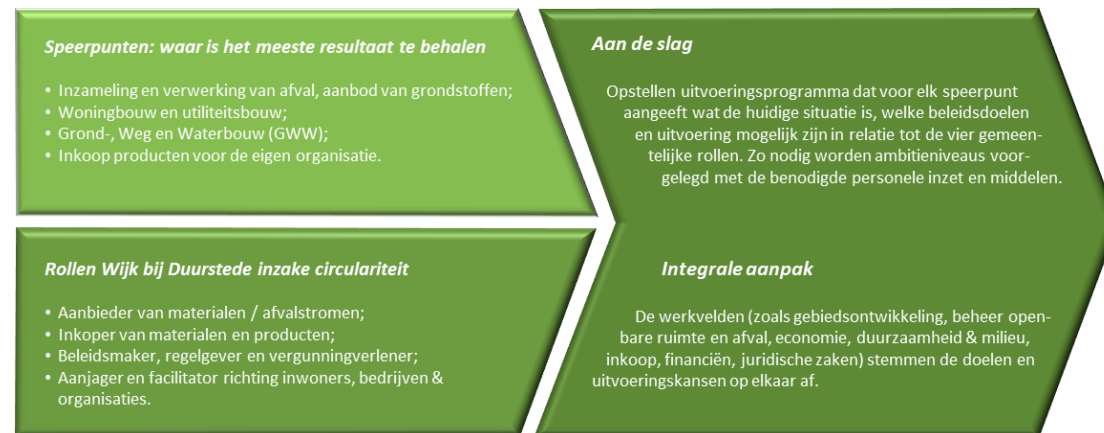 Speerpunten: waar is het meeste resultaat te behalen
• Inzameling en verwerking van afval, aanbod van grondstoffen;
• Woningbouw en utiliteitsbouw;
• Grond-, Weg en Waterbouw (GWW);
• Inkoop producten voor de eigen organisatie.
Rollen Wijk bij Duurstede inzake circulariteit
• Aanbieder van materialen / afvalstromen;
• Inkoper van materialen en producten;
• Beleidsmaker, regelgever en vergunningverlener;
• Aanjager en facilitator richting inwoners, bedrijven &
organisaties.
Aan de slag
Opstellen uitvoeringsprogramma dat voor elk speerpunt
aangeeft wat de huidige situatie is, welke beleidsdoelen
en uitvoering mogelijk zijn in relatie tot de vier gemeen-
telijke rollen. Zo nodig worden ambitieniveaus voor-
gelegd met de benodigde personele inzet en middelen.
Integrale aanpak
De werkvelden (zoals gebiedsontwikkeling, beheer open-
bare ruimte en afval, economie, duurzaamheid & milieu,
inkoop, financiën, juridische zaken) stemmen de doelen en
uitvoeringskansen op elkaar af.